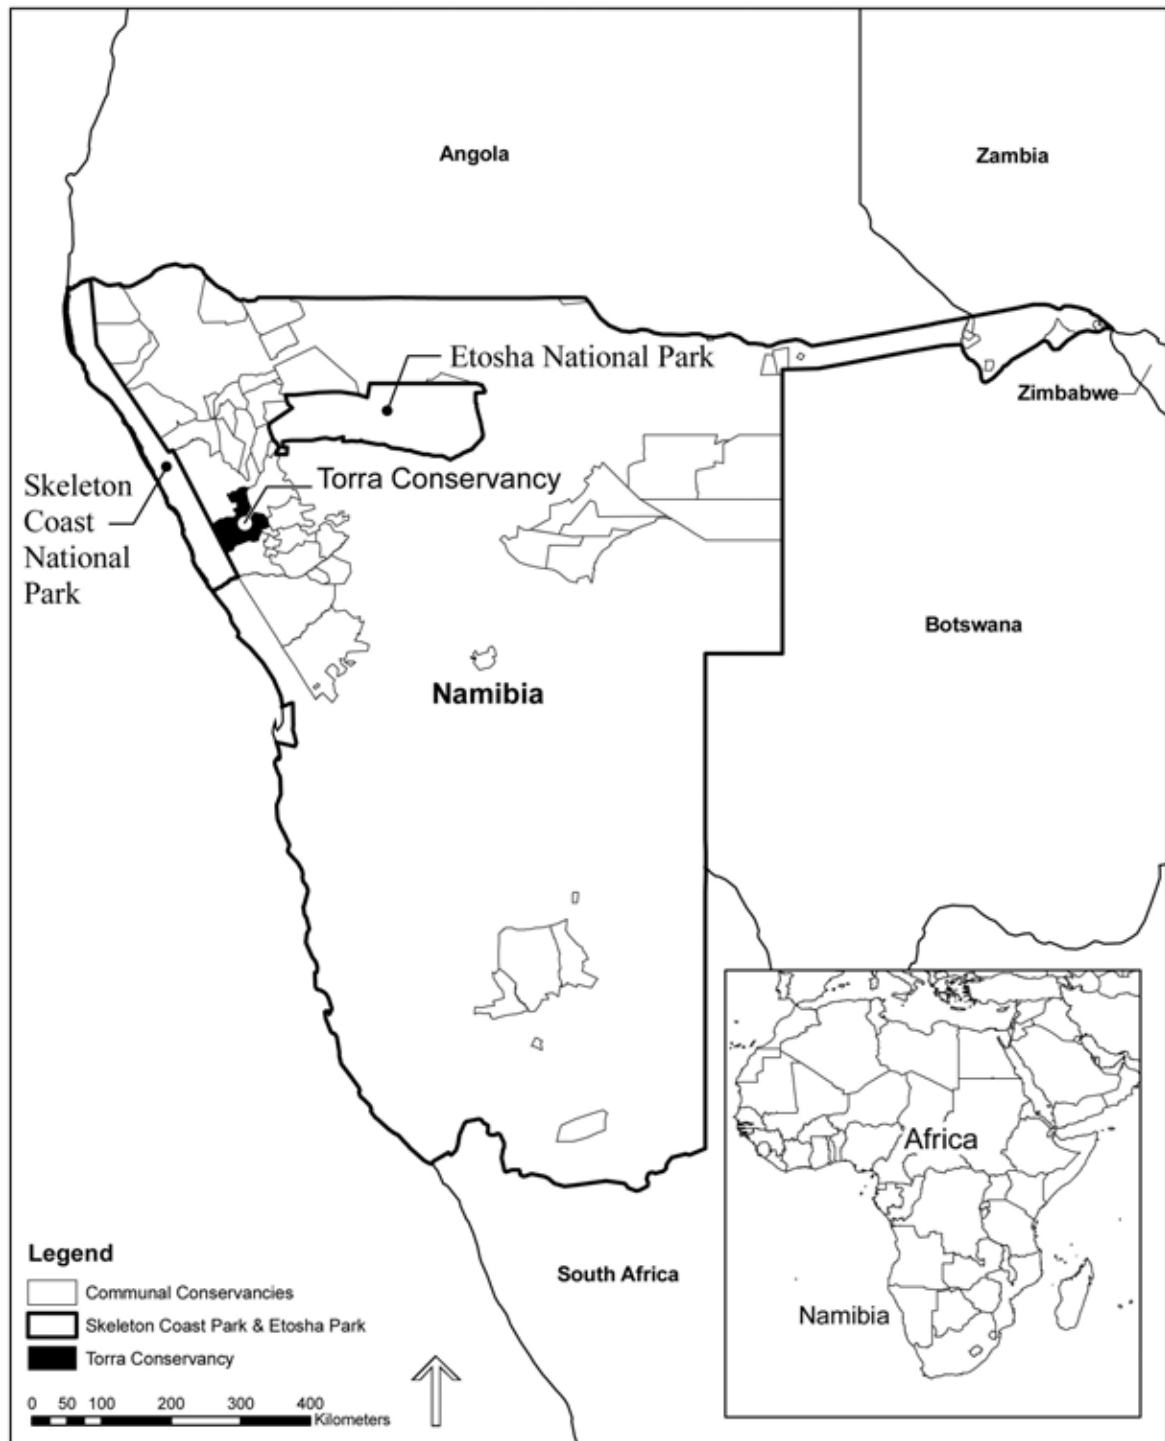 Angola
Zambia
Etosha National Park
Zimbabwe
Torra Conservancy
Skeleton
Coast
National
Park
Botswana
Namibia
Africa
Namibia
South Africa
Legend
Communal Conservancies
Skeleton Coast Park & Etosha Park
Torra Conservancy
0 50 100 200 300 400
Kilometers